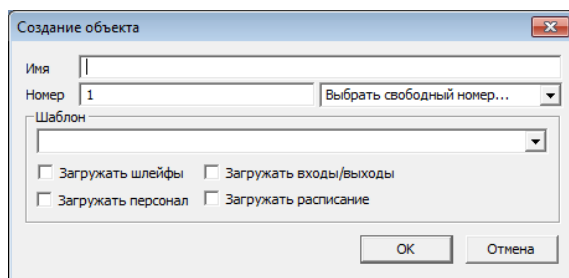 Создание объекта
Имя
Номер 1 Выбрать свободный номер...
Шаблон
Загружать шлейфы Загружать входы/выходы
Загружать персонал Загружать расписание
OK Отмена